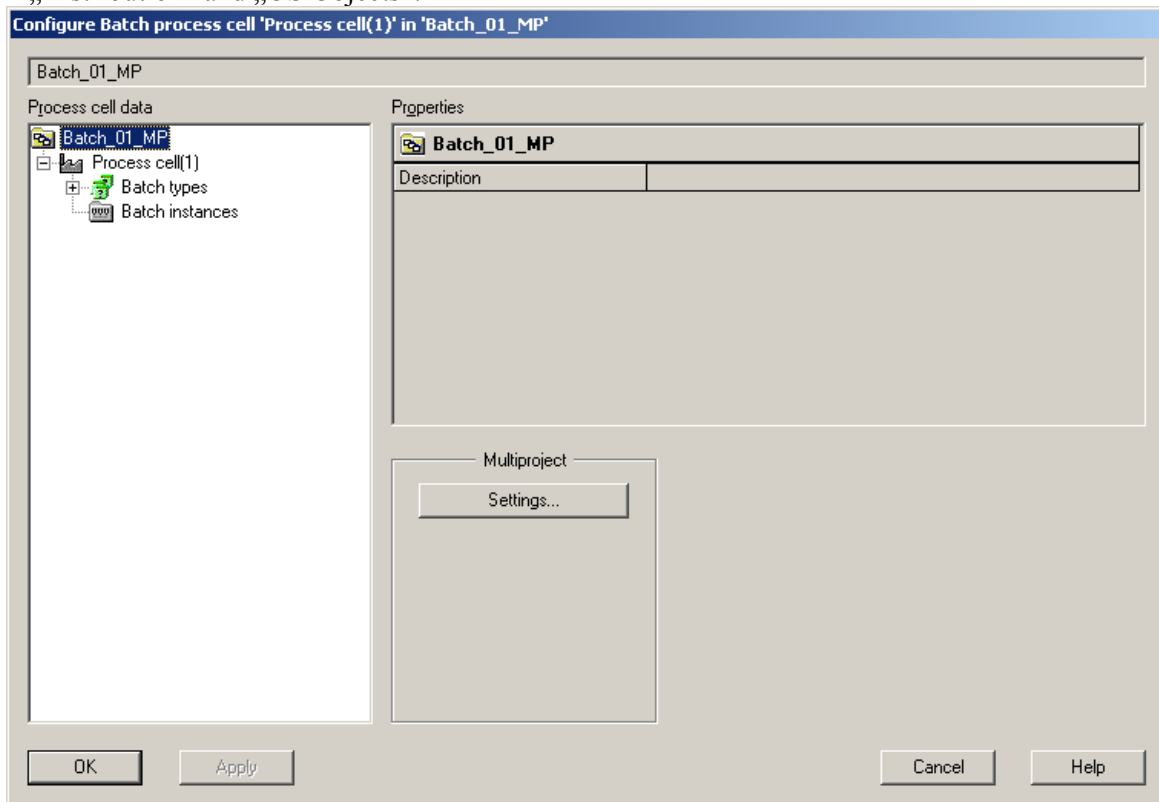 Configure Batch process cell 'Process cell(1)' in 'Batch_01_MP'
Batch_01_MP
Process cell data
Batch_01_MP
Process cell(1)
Batch types
Batch instances
Properties
Batch_01_MP
Description
Multiproject
Settings...
OK
Apply
Cancel
Help